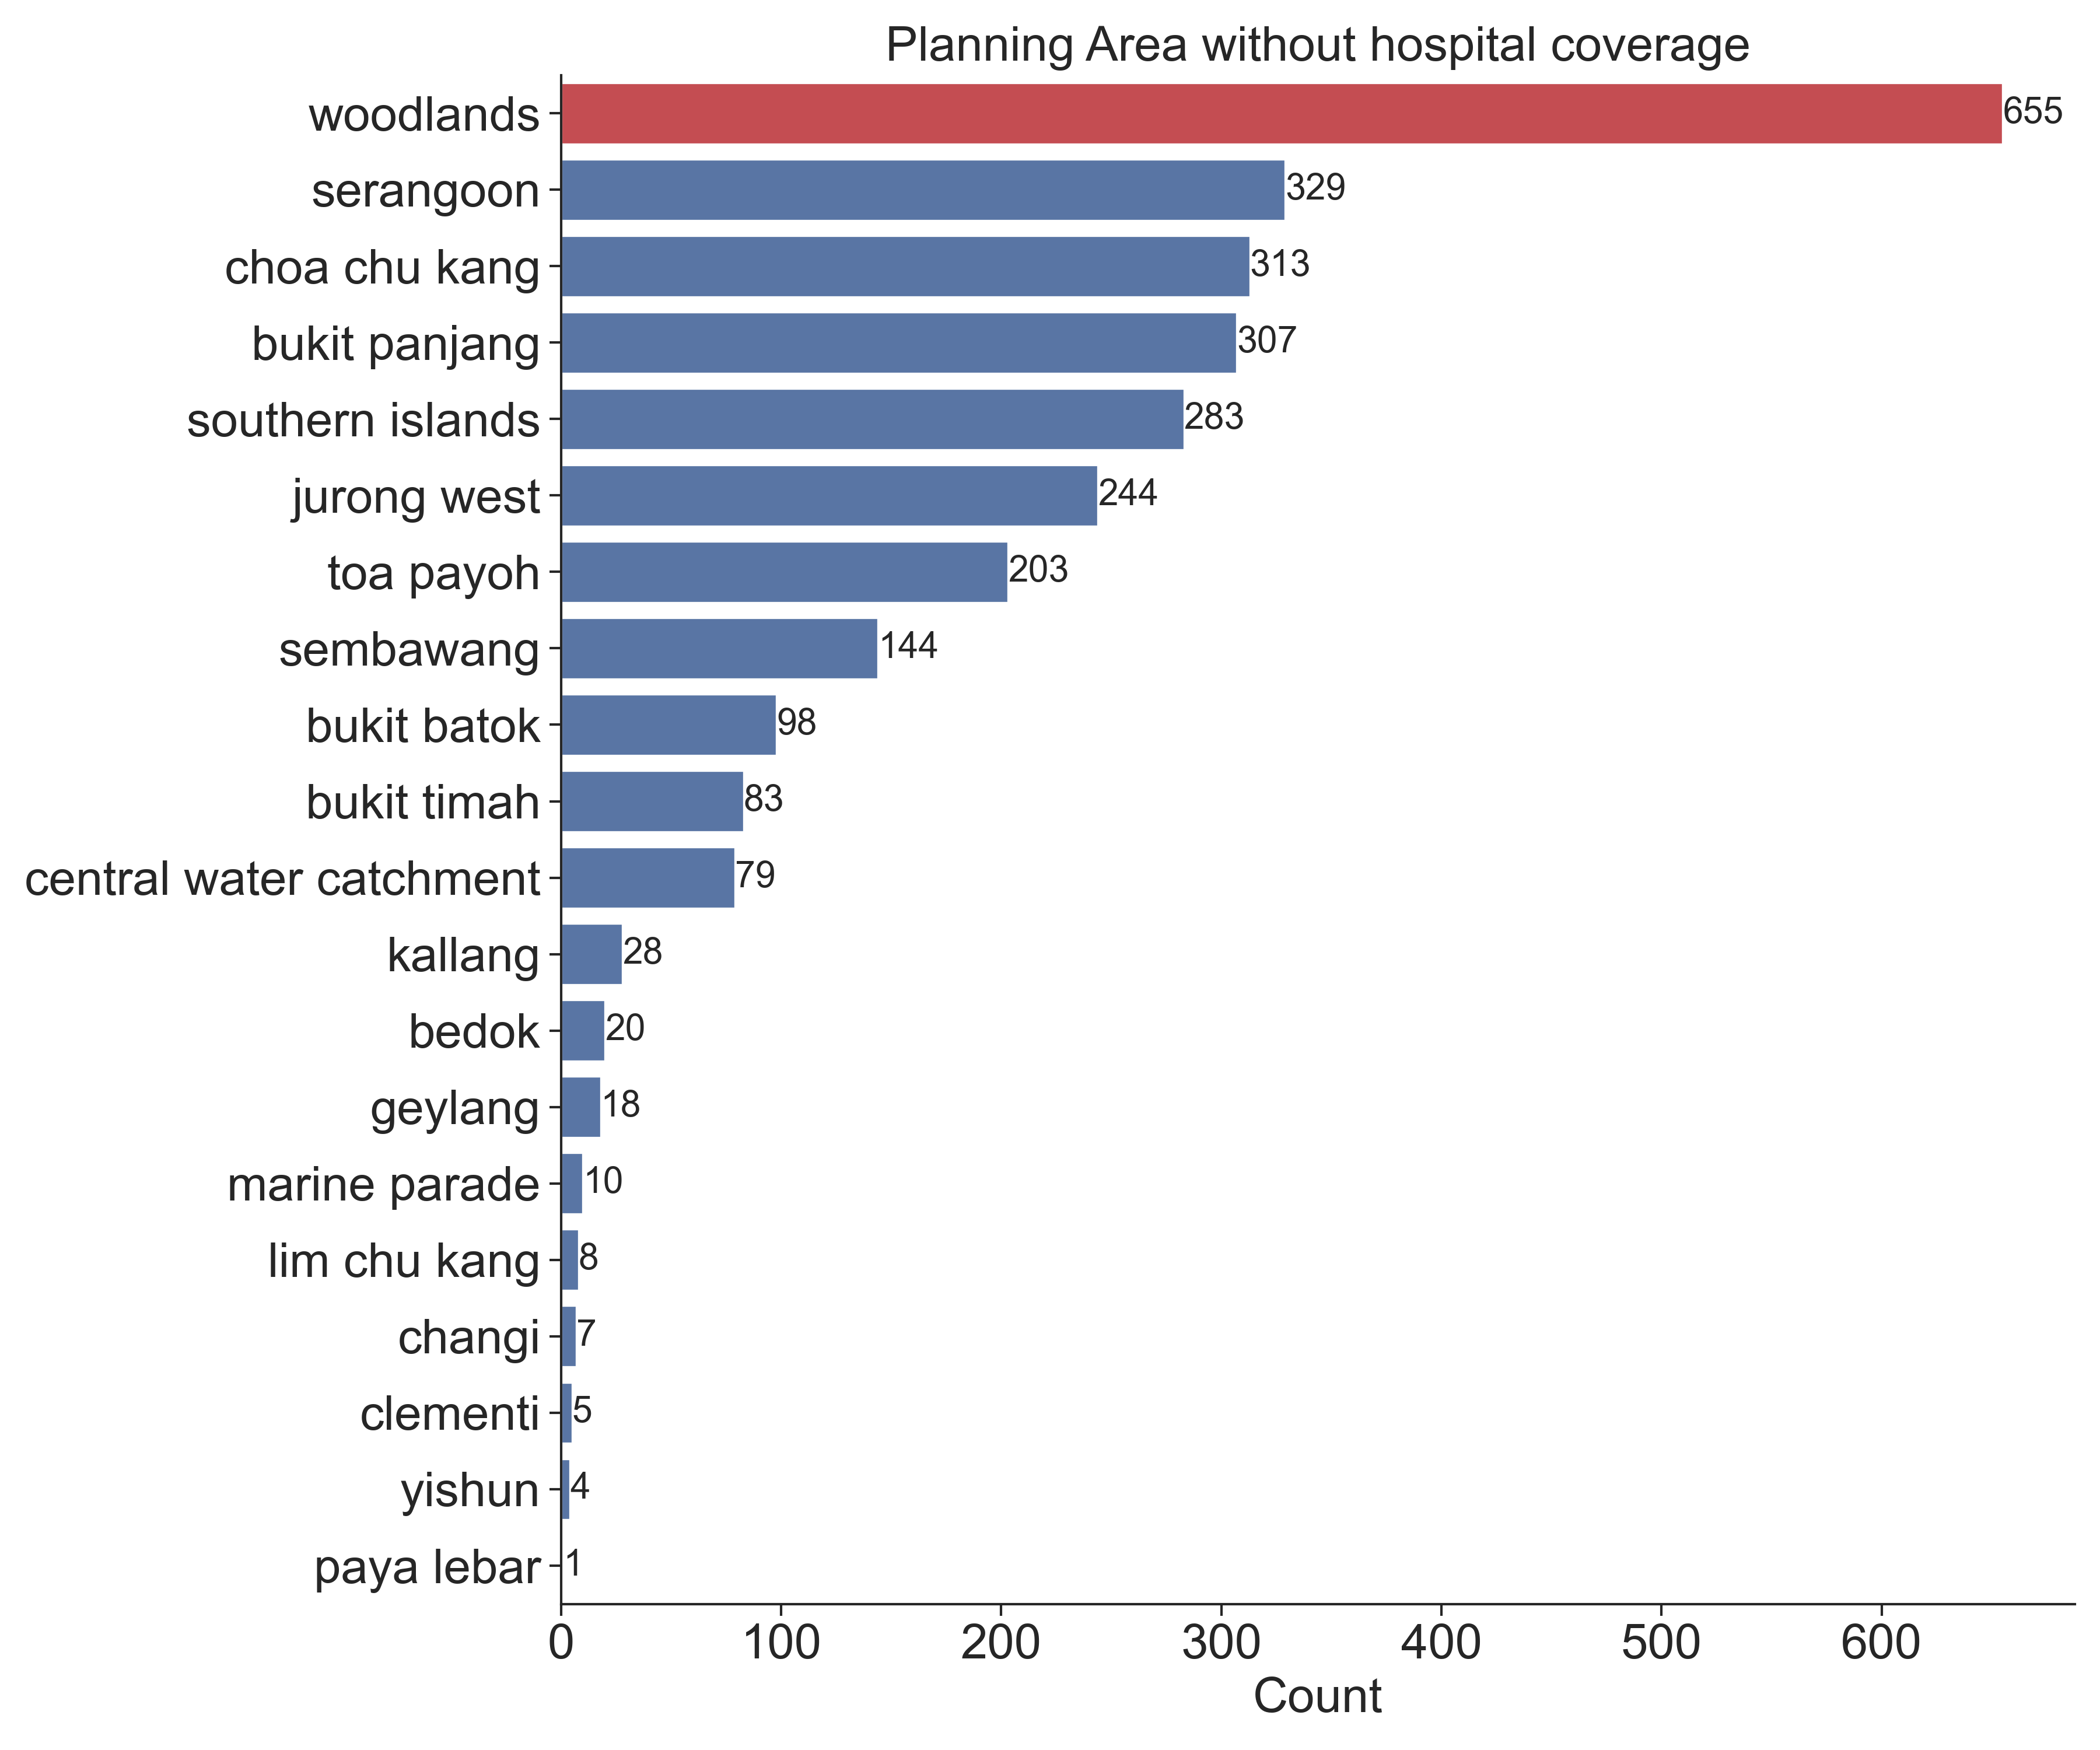 Planning Area without hospital coverage
woodlands 655
serangoon 329
choa chu kang 313
bukit panjang 307
southern islands 283
jurong west 244
toa payoh 203
sembawang 144
bukit batok 98
bukit timah 83
central water catchment 79
kallang 28
bedok 20
geylang 18
marine parade 10
lim chu kang 8
changi 7
clementi 5
yishun 4
paya lebar 1
0 100 200 300 400 500 600
Count